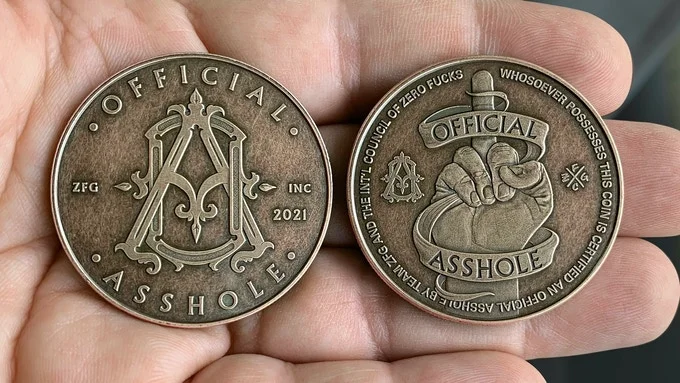 OFFICIAL
ZFG
INC
2021
ASSHOLE
WHOSOEVER POSSESSES THIS COIN IS CERTIFIED AN OFFICIAL ASSHOLE BY TEAM ZFG AND THE INT'L COUNCIL OF ZERO FUCKS
OFFICIAL
ASSHOLE